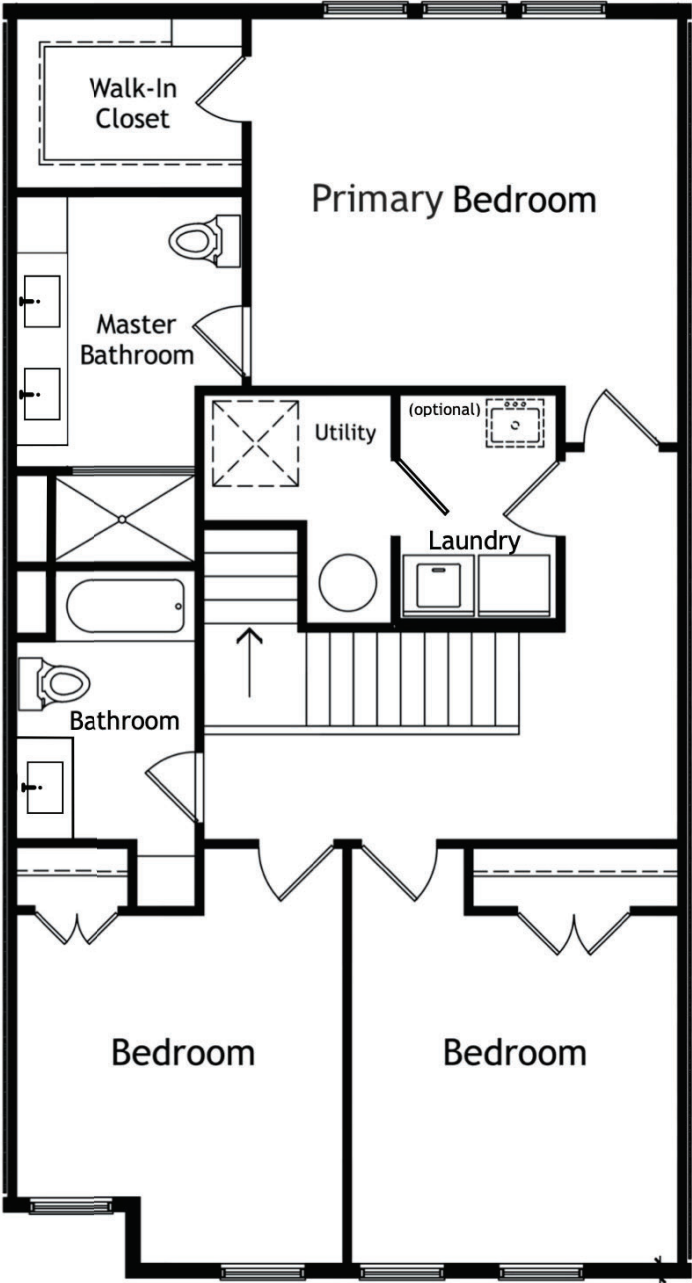 Walk-In
Closet
Primary Bedroom
Master
Bathroom
(optional)
Utility
Laundry
Bathroom
Bedroom
Bedroom